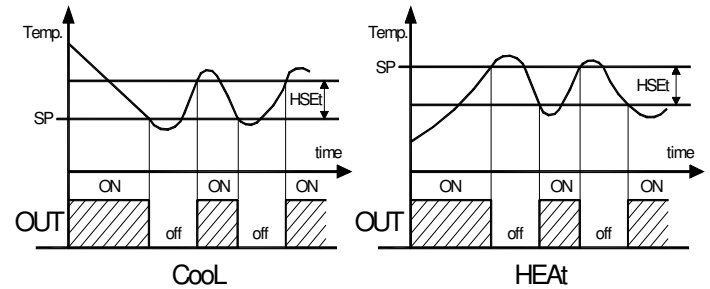 Temp.
HSEt
SP
time
ON ON ON
OUT
off off
CooL
Temp.
SP
HSEt
time
ON ON ON
OUT
off off
HEAt